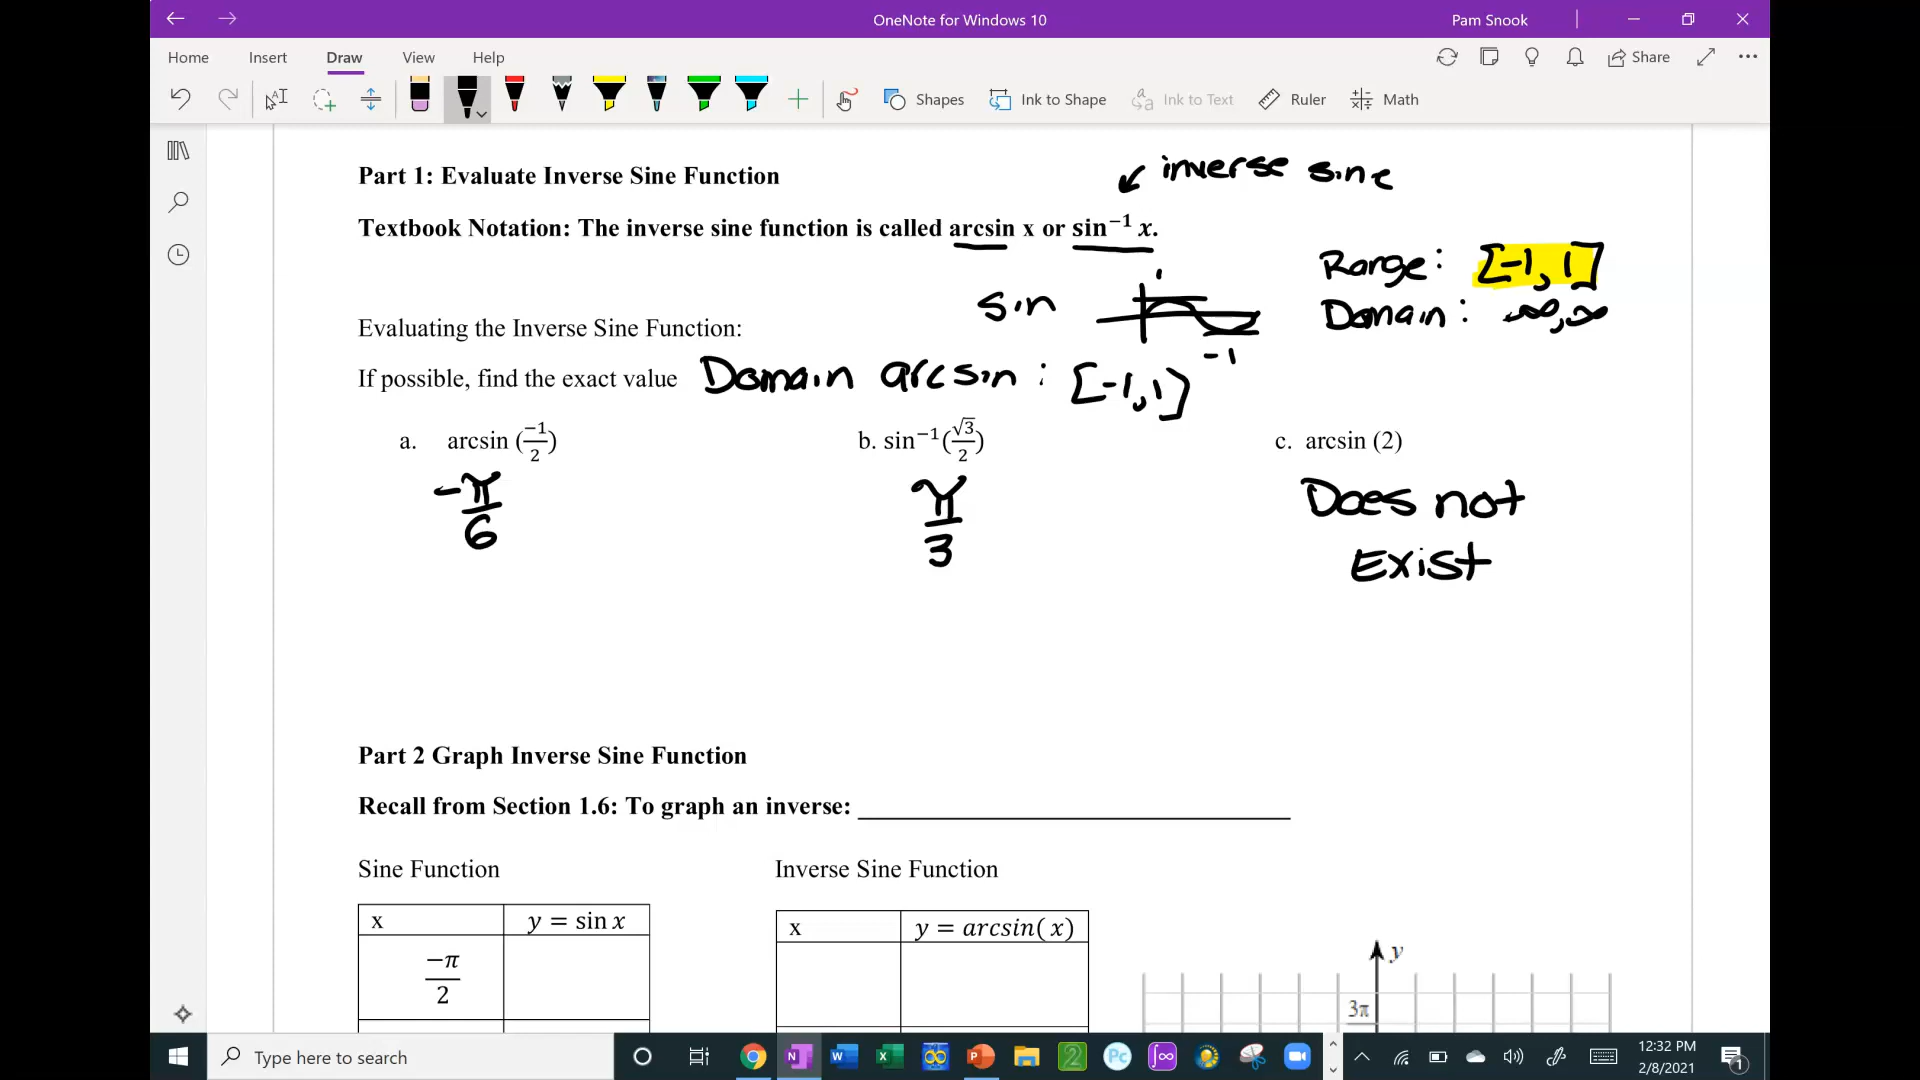 OneNote for Windows 10
Pam Snook
Home Insert Draw View Help
Share
Shapes Ink to Shape Ink to Text Ruler Math
inverse sine
Part 1: Evaluate Inverse Sine Function
Textbook Notation: The inverse sine function is called arcsin x or sin⁻¹ x.
Range: [-1, 1]
sin
1
Domain: -∞, ∞
Evaluating the Inverse Sine Function:
-1
If possible, find the exact value Domain arcsin: [-1, 1]
a. arcsin (-1/2) b. sin⁻¹(√3/2) c. arcsin (2)
-π/6 π/3 Does not
Exist
Part 2 Graph Inverse Sine Function
Recall from Section 1.6: To graph an inverse: ____________________
Sine Function Inverse Sine Function
x y = sin x x y = arcsin( x )
-π/2
y
3π
Type here to search
12:32 PM
2/8/2021
1